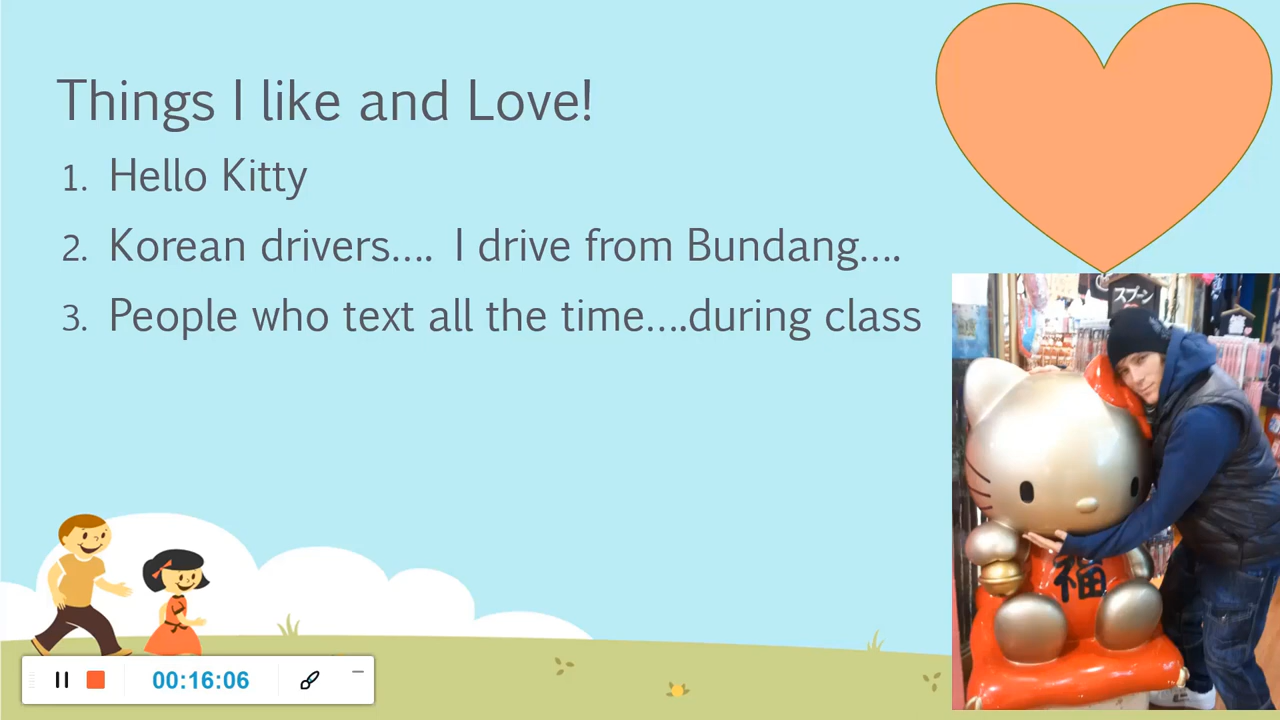 Things I like and Love!
1. Hello Kitty
2. Korean drivers…. I drive from Bundang….
3. People who text all the time….during class
スプーン
福
00:16:06